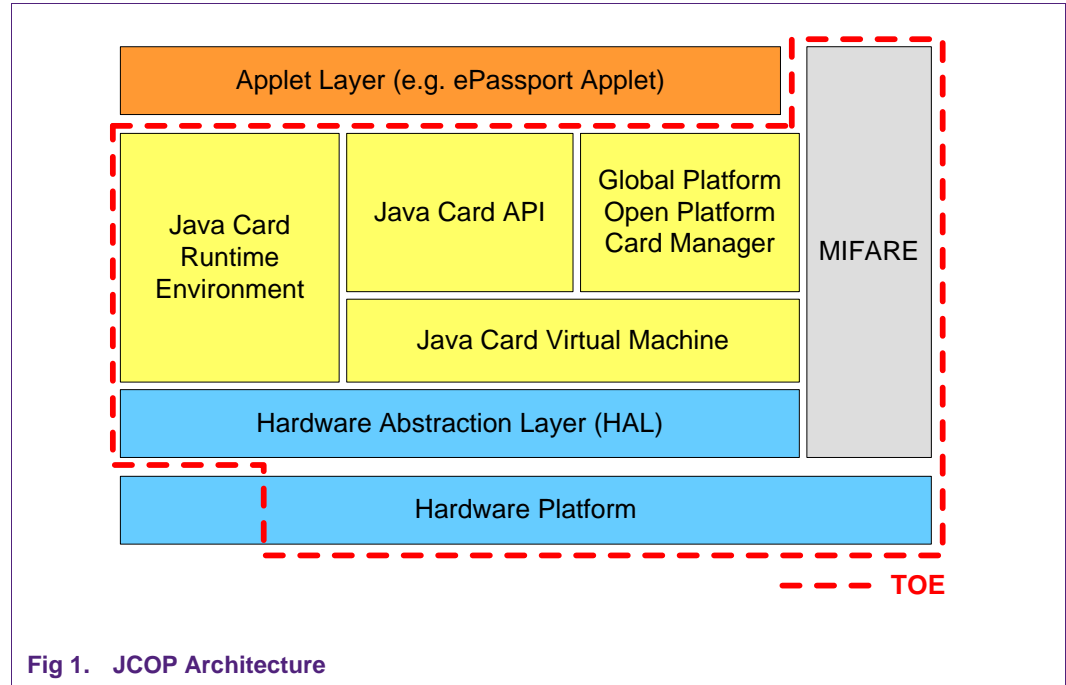 Applet Layer (e.g. ePassport Applet)
Java Card
Runtime
Environment
Java Card API
Global Platform
Open Platform
Card Manager
MIFARE
Java Card Virtual Machine
Hardware Abstraction Layer (HAL)
Hardware Platform
TOE
Fig 1. JCOP Architecture